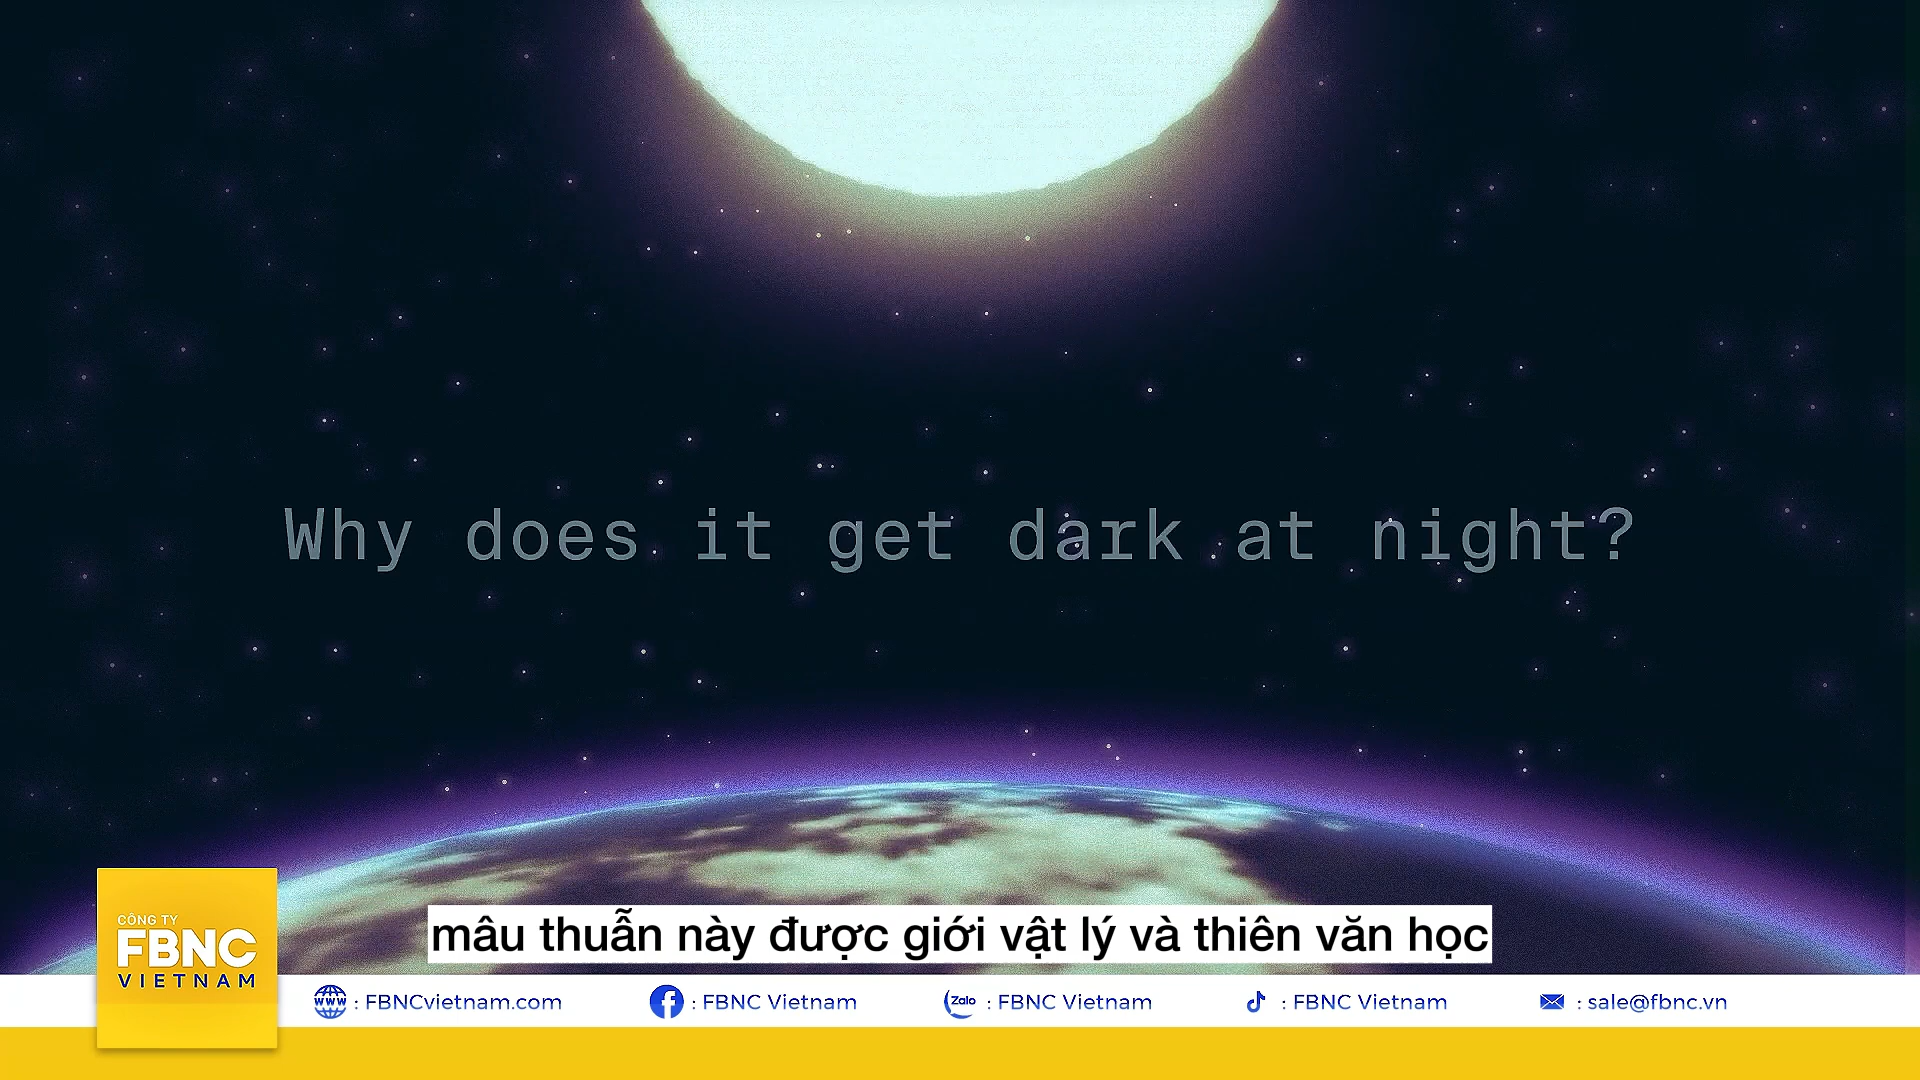 Why does it get dark at night?
mâu thuẫn này được giới vật lý và thiên văn học
CÔNG TY
FBNC
VIETNAM
www : FBNCvietnam.com
: FBNC Vietnam
Zalo : FBNC Vietnam
: FBNC Vietnam
: sale@fbnc.vn